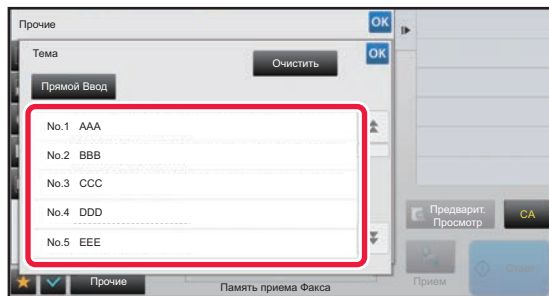 Прочие
OK
Тема
Очистить
OK
Прямой Ввод
No.1 AAA
No.2 BBB
No.3 CCC
No.4 DDD
No.5 EEE
Предварит.
Просмотр
CA
Прочие
Память приема Факса
Прием
Старт